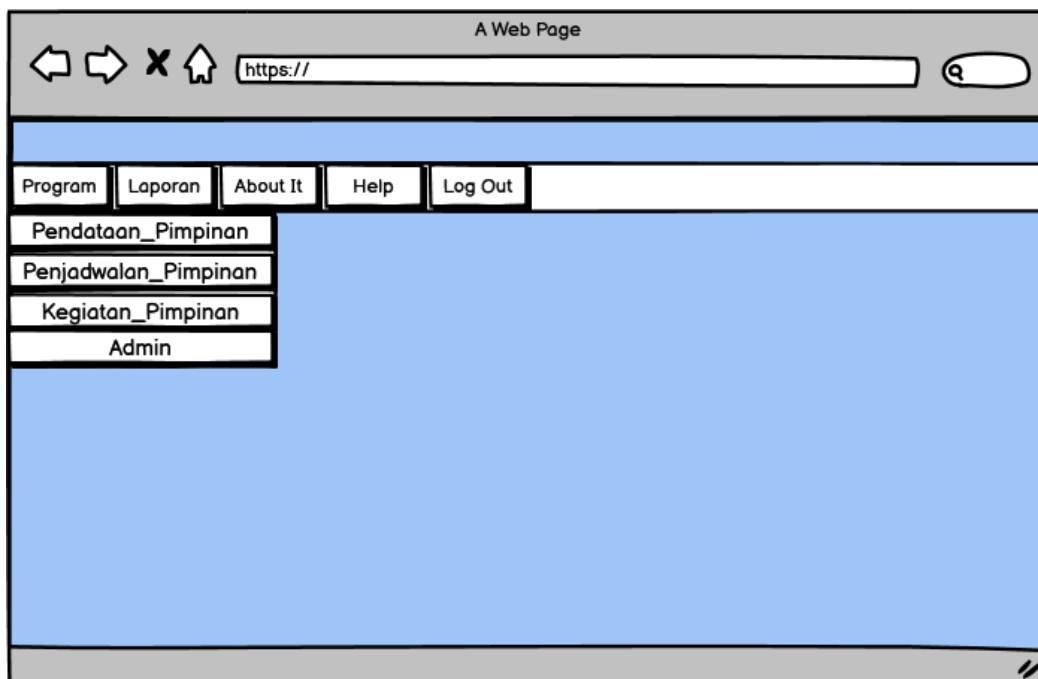 A Web Page
https://
Program Laporan About It Help Log Out
Pendataan_Pimpinan
Penjadwalan_Pimpinan
Kegiatan_Pimpinan
Admin